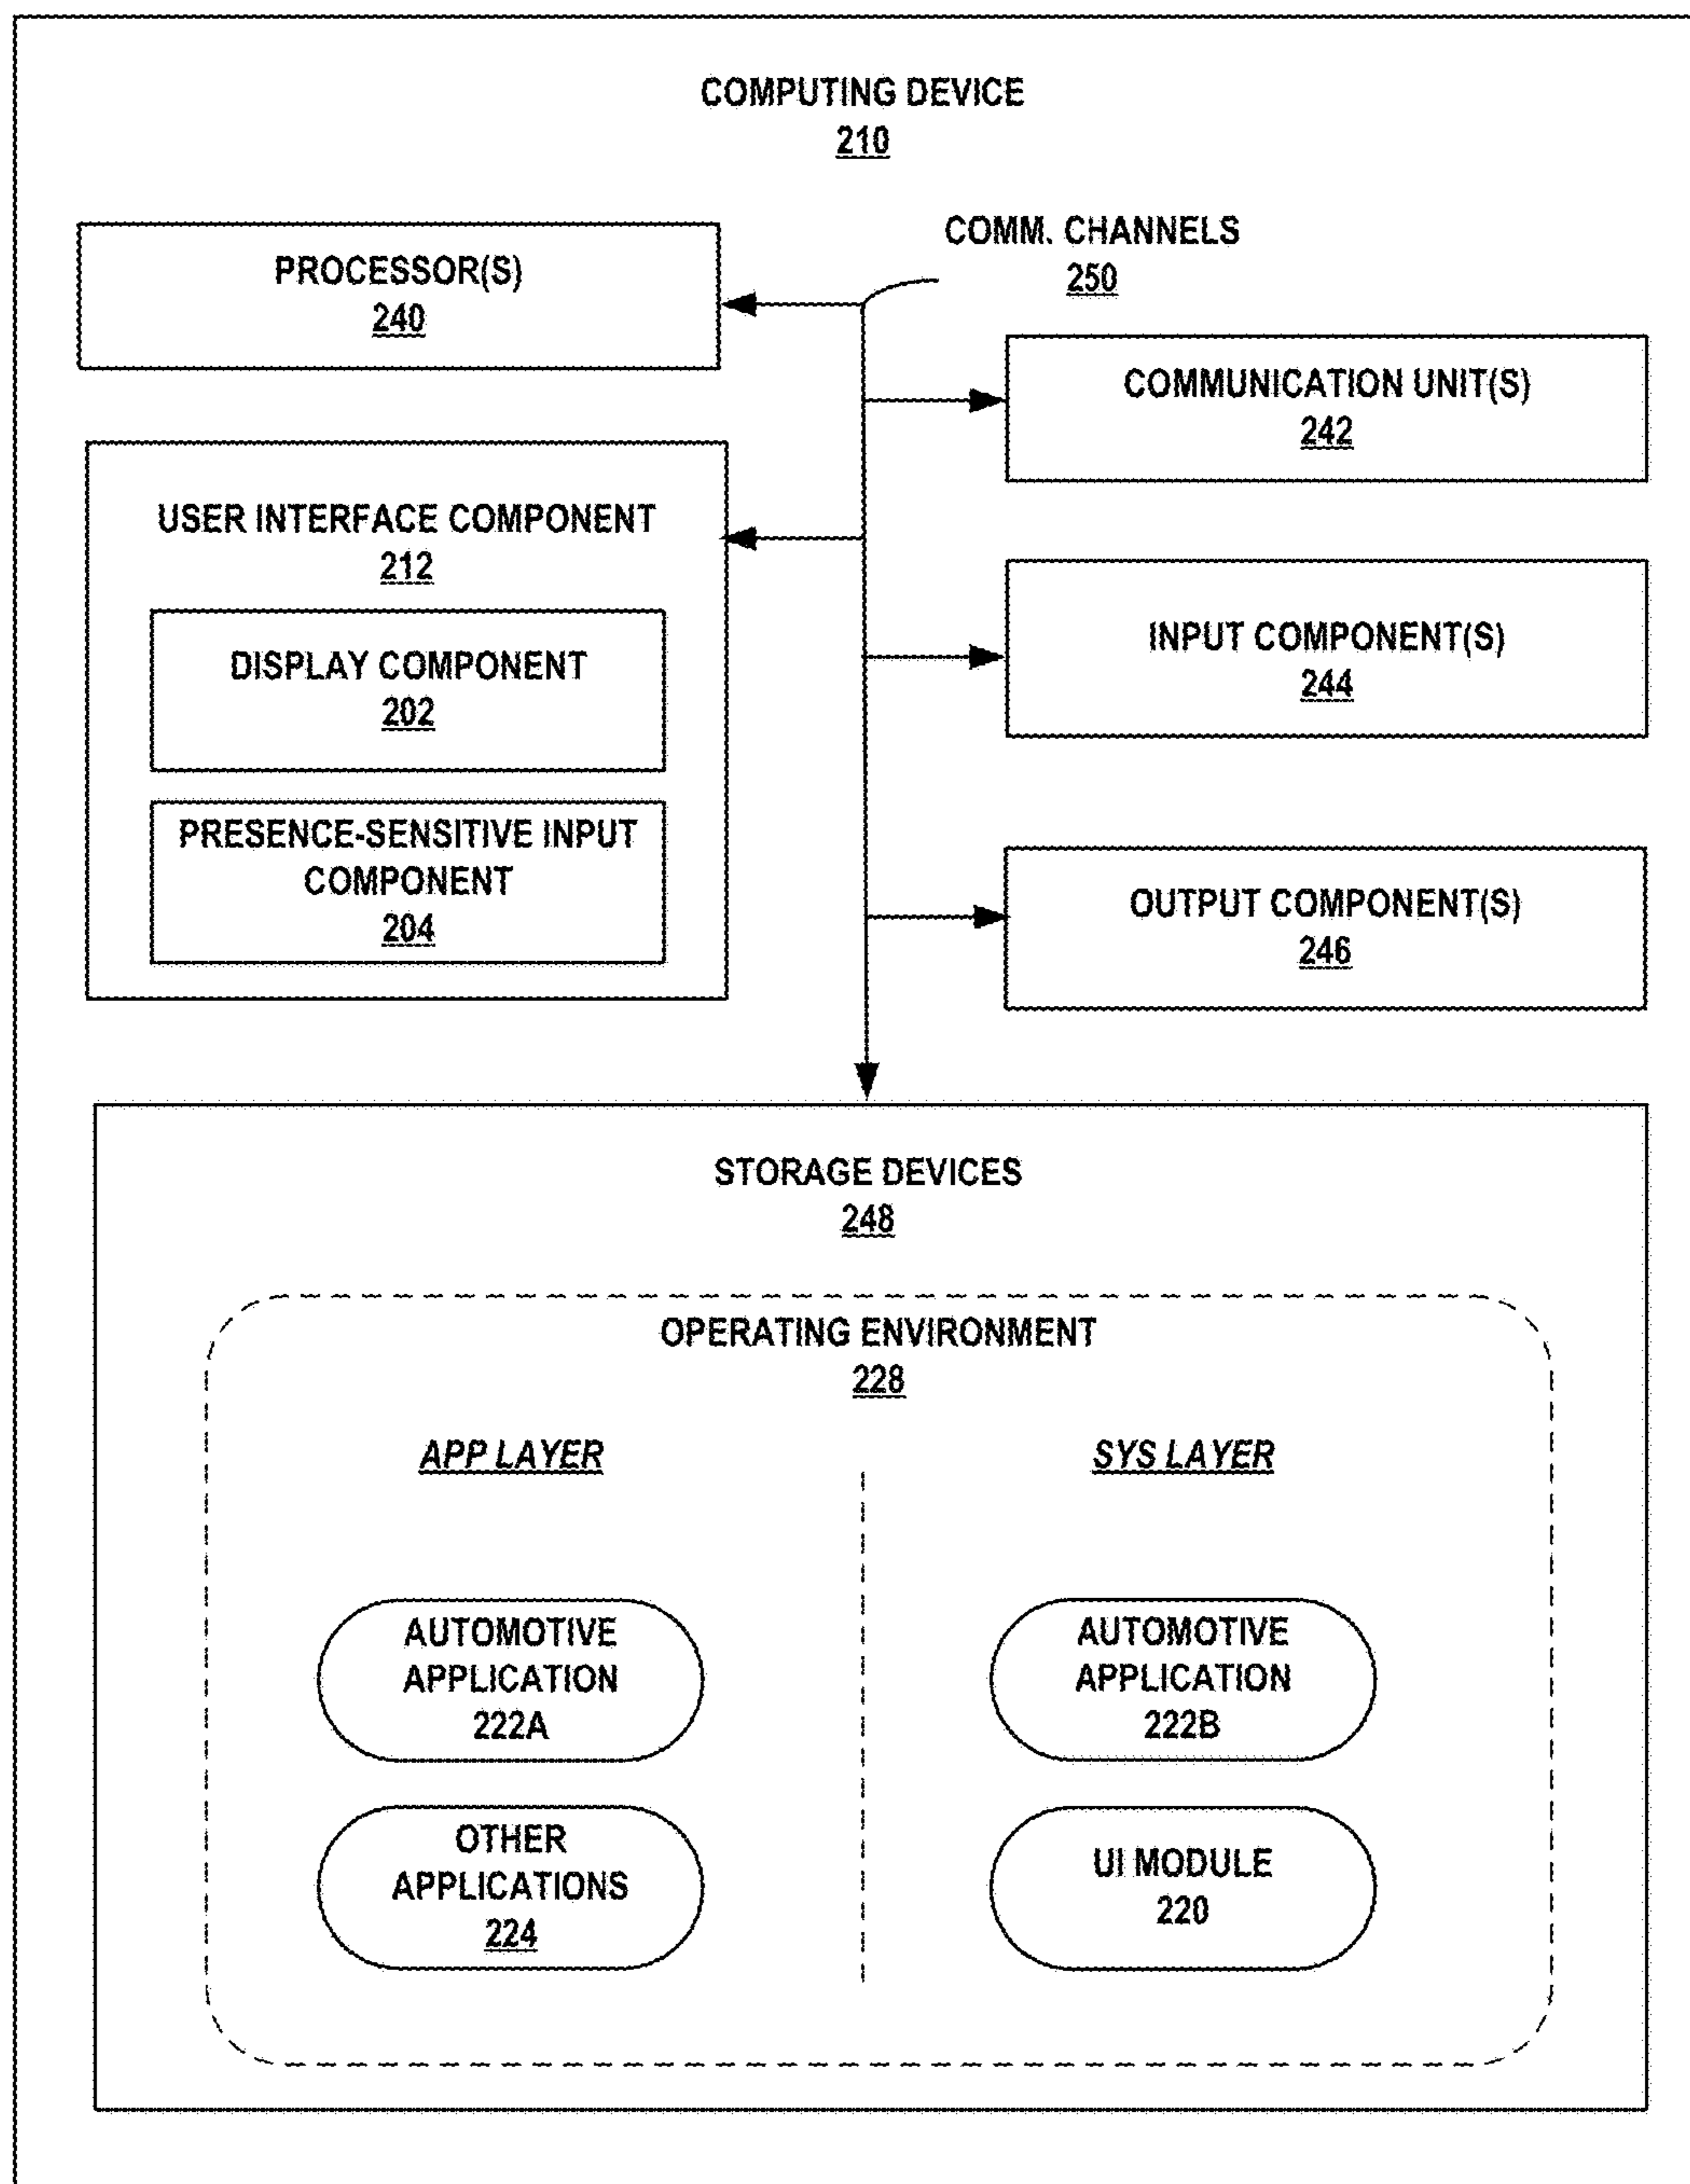 COMPUTING DEVICE
210
COMM. CHANNELS
250
PROCESSOR(S)
240
COMMUNICATION UNIT(S)
242
USER INTERFACE COMPONENT
212
DISPLAY COMPONENT
202
PRESENCE-SENSITIVE INPUT
COMPONENT
204
INPUT COMPONENT(S)
244
OUTPUT COMPONENT(S)
246
STORAGE DEVICES
248
OPERATING ENVIRONMENT
228
APP LAYER
SYS LAYER
AUTOMOTIVE
APPLICATION
222A
AUTOMOTIVE
APPLICATION
222B
OTHER
APPLICATIONS
224
UI MODULE
220